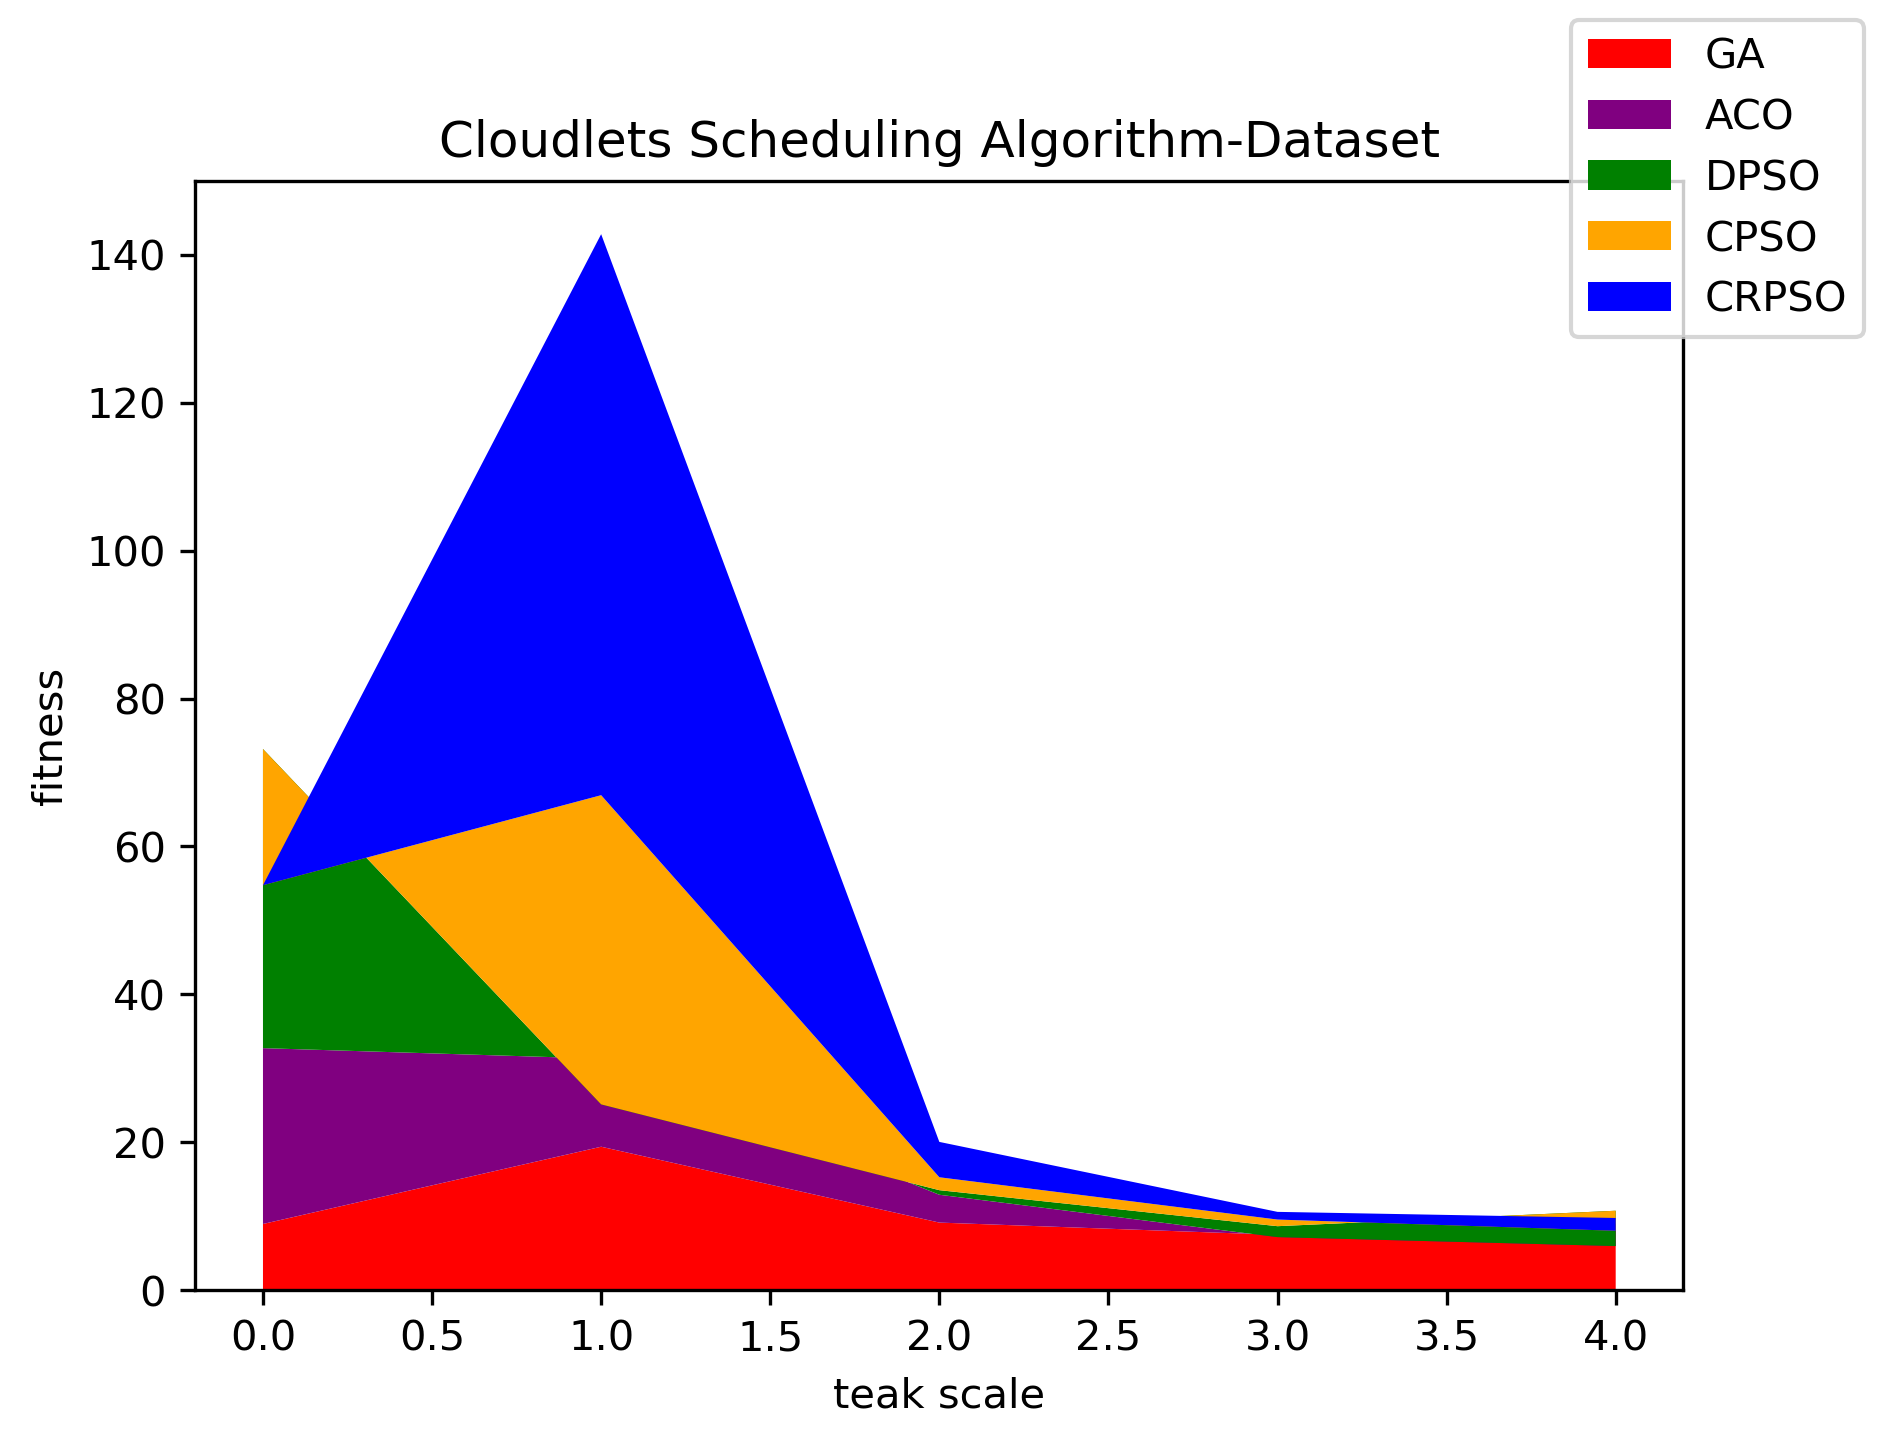 GA
ACO
DPSO
CPSO
CRPSO
Cloudlets Scheduling Algorithm-Dataset
140
120
100
80
60
40
20
0
fitness
0.0 0.5 1.0 1.5 2.0 2.5 3.0 3.5 4.0
teak scale